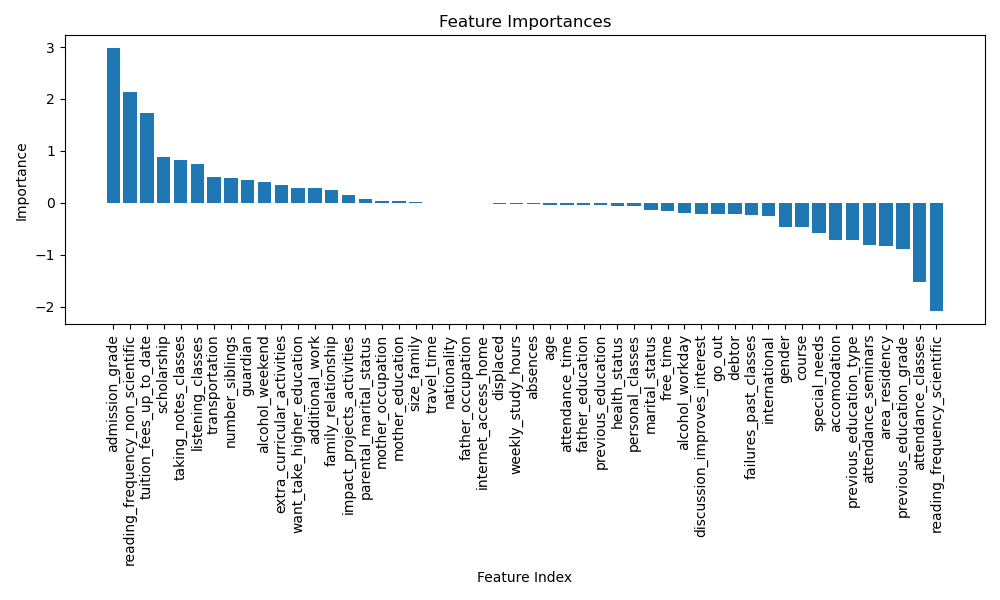 Feature Importances
Importance
3
2
1
0
−1
−2
admission_grade
reading_frequency_non_scientific
tuition_fees_up_to_date
scholarship
taking_notes_classes
listening_classes
transportation
number_siblings
guardian
alcohol_weekend
extra_curricular_activities
want_take_higher_education
additional_work
family_relationship
impact_projects_activities
parental_marital_status
mother_occupation
mother_education
size_family
travel_time
nationality
father_occupation
internet_access_home
displaced
weekly_study_hours
absences
age
attendance_time
father_education
previous_education
health_status
personal_classes
marital_status
free_time
alcohol_workday
discussion_improves_interest
go_out
debtor
failures_past_classes
international
gender
course
special_needs
accomodation
previous_education_type
attendance_seminars
area_residency
previous_education_grade
attendance_classes
reading_frequency_scientific
Feature Index